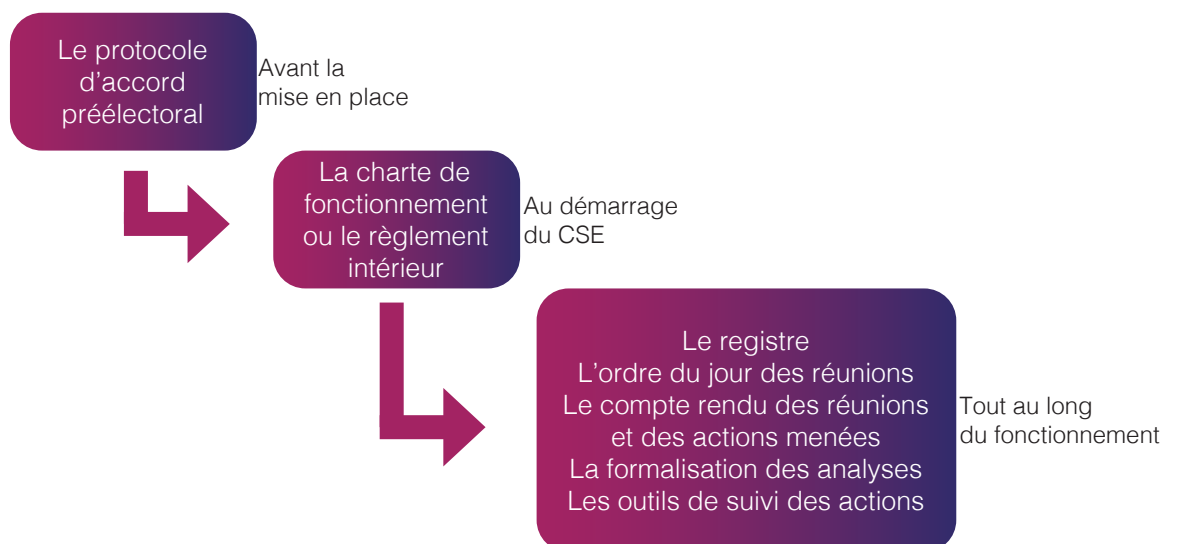 Le protocole
d’accord
préélectoral
Avant la
mise en place
La charte de
fonctionnement
ou le règlement
intérieur
Au démarrage
du CSE
Le registre
L’ordre du jour des réunions
Le compte rendu des réunions
et des actions menées
La formalisation des analyses
Les outils de suivi des actions
Tout au long
du fonctionnement